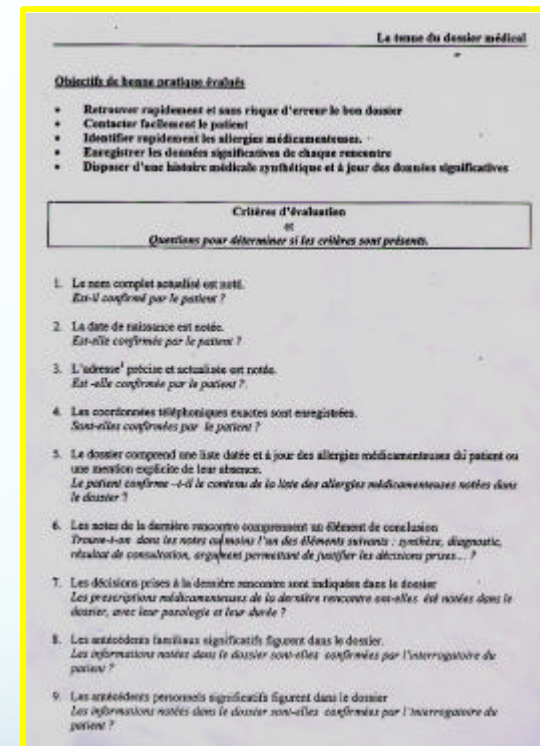 La tenue du dossier médical
Objectifs de bonne pratique évalués
• Retrouver rapidement et sans risque d'erreur le bon dossier
• Contacter facilement le patient
• Identifier rapidement les allergies médicamenteuses.
• Enregistrer les données significatives de chaque rencontre
• Disposer d'une histoire médicale synthétique et à jour des données significatives
Critères d'évaluation
et
Questions pour déterminer si les critères sont présents.
1. Le nom complet actualisé est noté.
Est-il confirmé par le patient ?
2. La date de naissance est notée.
Est-elle confirmée par le patient ?
3. L'adresse¹ précise et actualisée est notée.
Est -elle confirmée par le patient ?
4. Les coordonnées téléphoniques exactes sont enregistrées.
Sont-elles confirmées par le patient ?
5. Le dossier comprend une liste datée et à jour des allergies médicamenteuses du patient ou
une mention explicite de leur absence.
Le patient confirme –t-il le contenu de la liste des allergies médicamenteuses notées dans
le dossier ?
6. Les notes de la dernière rencontre comprennent un élément de conclusion
Trouve-t-on dans les notes au moins l'un des éléments suivants : synthèse, diagnostic,
résultat de consultation, argument permettant de justifier les décisions prises... ?
7. Les décisions prises à la dernière rencontre sont indiquées dans le dossier
Les prescriptions médicamenteuses de la dernière rencontre ont-elles été notées dans le
dossier, avec leur posologie et leur durée ?
8. Les antécédents familiaux significatifs figurent dans le dossier.
Les informations notées dans le dossier sont-elles confirmées par l'interrogatoire du
patient ?
9. Les antécédents personnels significatifs figurent dans le dossier
Les informations notées dans le dossier sont-elles confirmées par l'interrogatoire du
patient ?